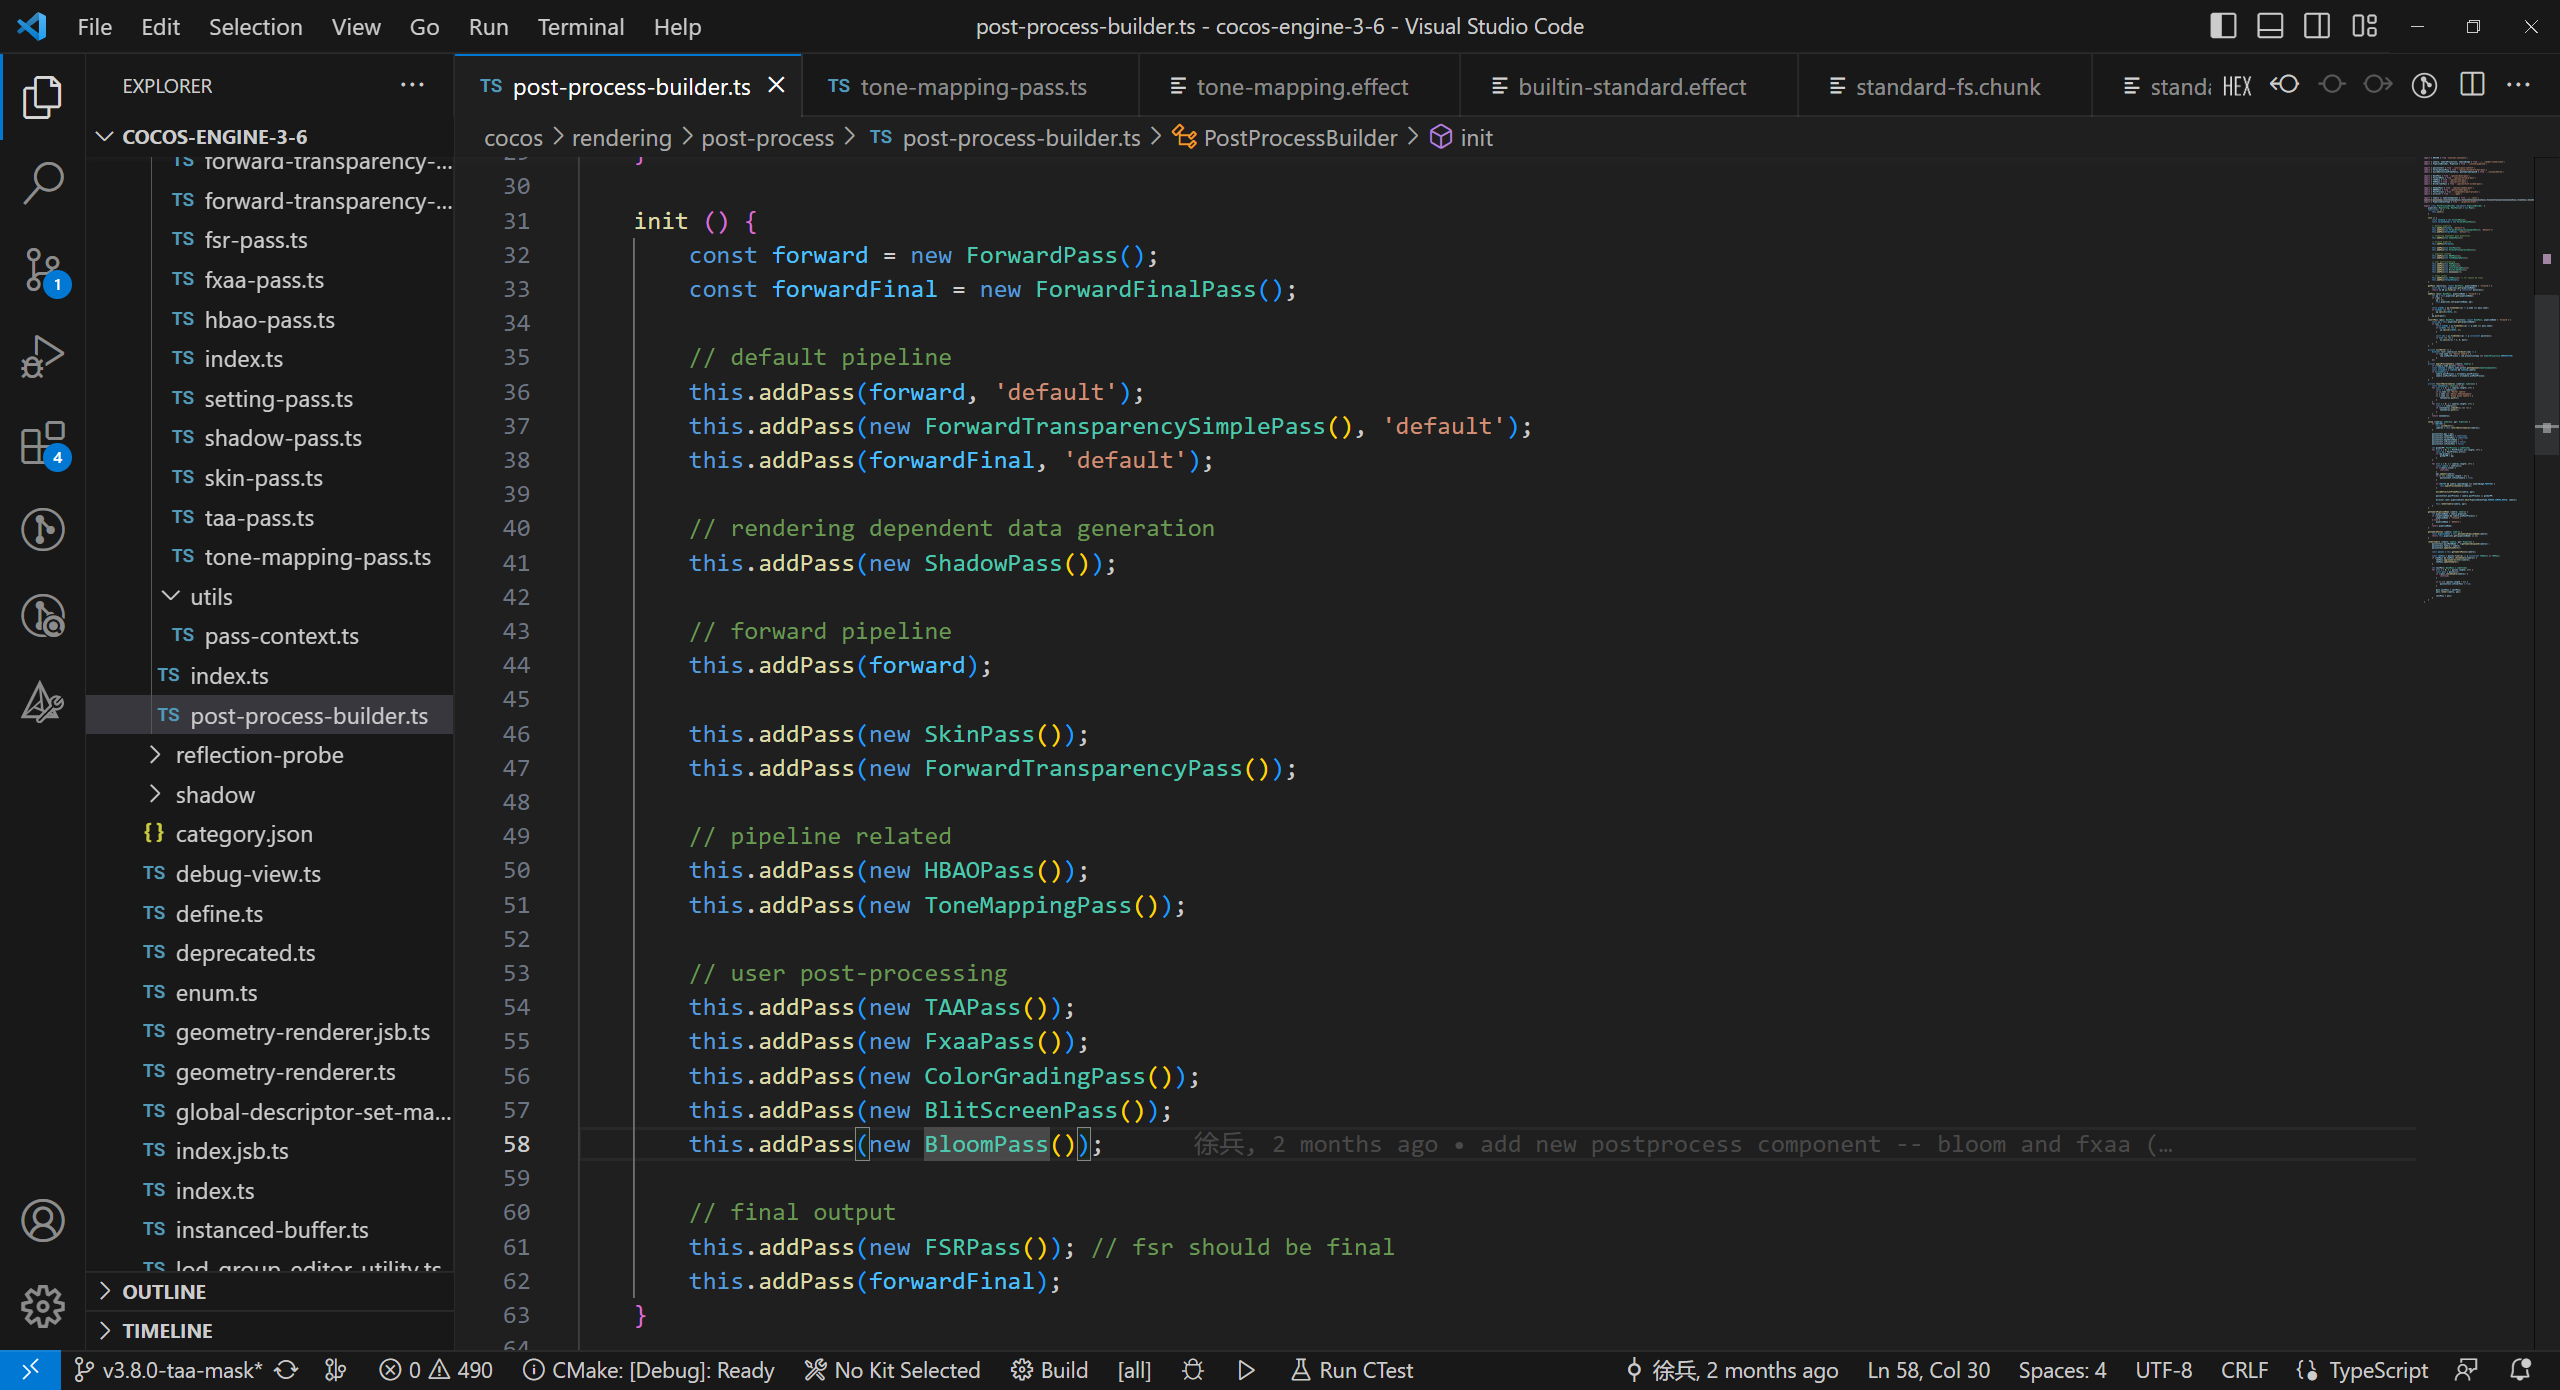 File Edit Selection View Go Run Terminal Help
post-process-builder.ts - cocos-engine-3-6 - Visual Studio Code
EXPLORER
COCOS-ENGINE-3-6
TS forward-transparency-...
TS forward-transparency-...
TS fsr-pass.ts
TS fxaa-pass.ts
TS hbao-pass.ts
TS index.ts
TS setting-pass.ts
TS shadow-pass.ts
TS skin-pass.ts
TS taa-pass.ts
TS tone-mapping-pass.ts
utils
TS pass-context.ts
TS index.ts
TS post-process-builder.ts
reflection-probe
shadow
{} category.json
TS debug-view.ts
TS define.ts
TS deprecated.ts
TS enum.ts
TS geometry-renderer.jsb.ts
TS geometry-renderer.ts
TS global-descriptor-set-ma...
TS index.jsb.ts
TS index.ts
TS instanced-buffer.ts
TS lod-group-editor-utility.ts
OUTLINE
TIMELINE
1
4
TS post-process-builder.ts
TS tone-mapping-pass.ts
tone-mapping.effect
builtin-standard.effect
standard-fs.chunk
standa
HEX
cocos > rendering > post-process > TS post-process-builder.ts > PostProcessBuilder > init
29 }
30
31 init () {
32 const forward = new ForwardPass();
33 const forwardFinal = new ForwardFinalPass();
34
35 // default pipeline
36 this.addPass(forward, 'default');
37 this.addPass(new ForwardTransparencySimplePass(), 'default');
38 this.addPass(forwardFinal, 'default');
39
40 // rendering dependent data generation
41 this.addPass(new ShadowPass());
42
43 // forward pipeline
44 this.addPass(forward);
45
46 this.addPass(new SkinPass());
47 this.addPass(new ForwardTransparencyPass());
48
49 // pipeline related
50 this.addPass(new HBAOPass());
51 this.addPass(new ToneMappingPass());
52
53 // user post-processing
54 this.addPass(new TAAPass());
55 this.addPass(new FxaaPass());
56 this.addPass(new ColorGradingPass());
57 this.addPass(new BlitScreenPass());
58 this.addPass(new BloomPass()); 徐兵, 2 months ago • add new postprocess component -- bloom and fxaa (…
59
60 // final output
61 this.addPass(new FSRPass()); // fsr should be final
62 this.addPass(forwardFinal);
63 }
64
v3.8.0-taa-mask* 0 490 CMake: [Debug]: Ready No Kit Selected Build [all] Run CTest 徐兵, 2 months ago Ln 58, Col 30 Spaces: 4 UTF-8 CRLF {} TypeScript